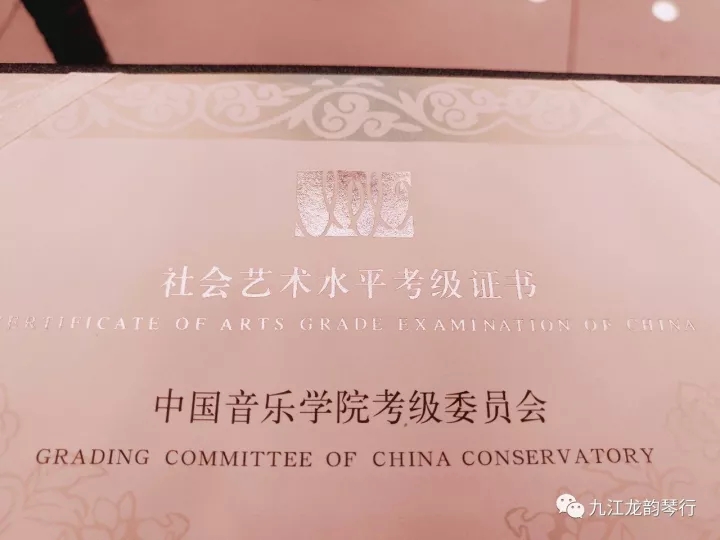 社会艺术水平考级证书
CERTIFICATE OF ARTS GRADE EXAMINATION OF CHINA
中国音乐学院考级委员会
GRADING COMMITTEE OF CHINA CONSERVATORY
九江龙韵琴行